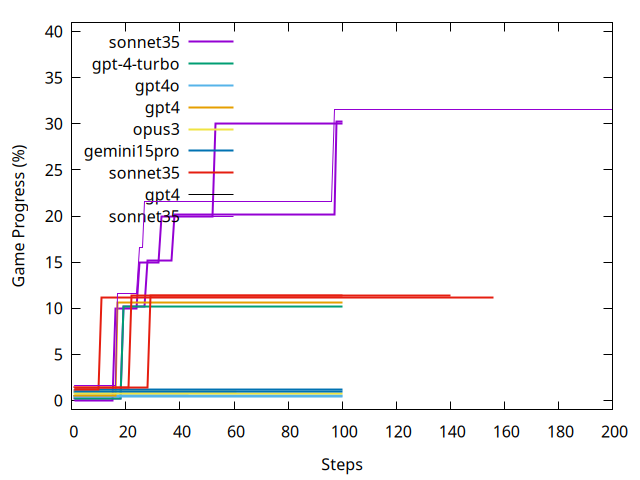 40
35
30
25
20
15
10
5
0
Game Progress (%)
sonnet35
gpt-4-turbo
gpt4o
gpt4
opus3
gemini15pro
sonnet35
gpt4
sonnet35
0 20 40 60 80 100 120 140 160 180 200
Steps